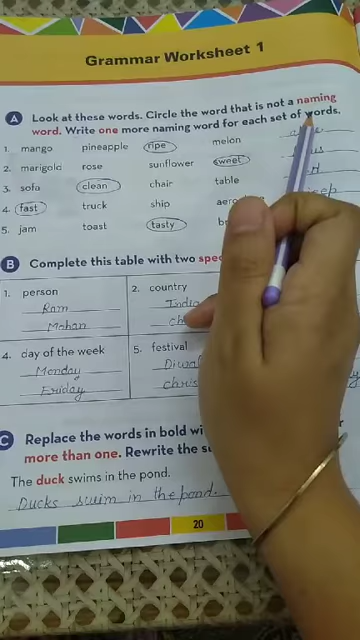 Grammar Worksheet 1
A Look at these words. Circle the word that is not a naming
word. Write one more naming word for each set of words.
1. mango pineapple ripe melon
2. marigold rose sunflower sweet
3. sofa clean chair table
4. fast truck ship
5. jam toast tasty
B Complete this table with two
1. person 2. country
Ram
Mohan
4. day of the week 5. festival
Monday
Friday
C Replace the words in bold
more than one. Rewrite the
The duck swims in the pond.
Ducks swim in the pond.
20